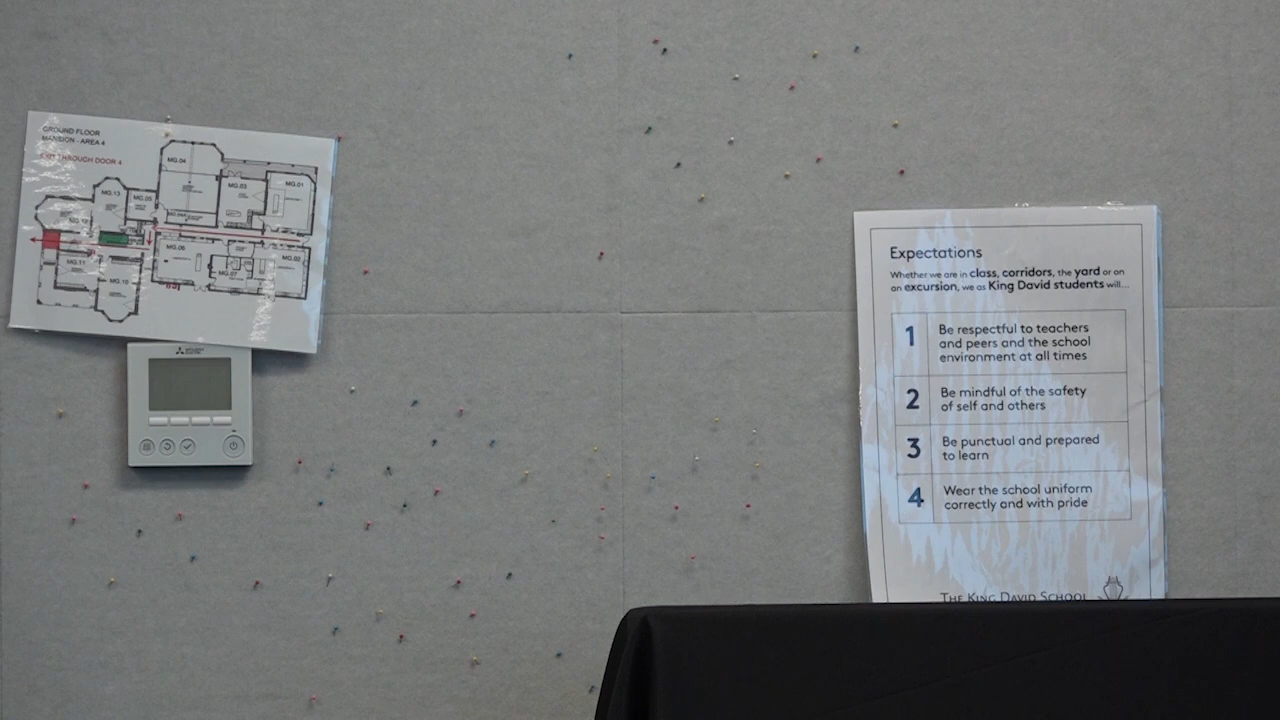 GROUND FLOOR
MANSION - AREA 4
EXIT THROUGH DOOR 4
MG.04
MG.03
MG.01
MG.13
MG.05
MG.06
MG.02
MG.11
MG.07
MG.10
MITSUBISHI
ELECTRIC
Expectations
Whether we are in class, corridors, the yard or on
an excursion, we as King David students will...
1 Be respectful to teachers
and peers and the school
environment at all times
2 Be mindful of the safety
of self and others
3 Be punctual and prepared
to learn
4 Wear the school uniform
correctly and with pride
THE KING DAVID SCHOOL